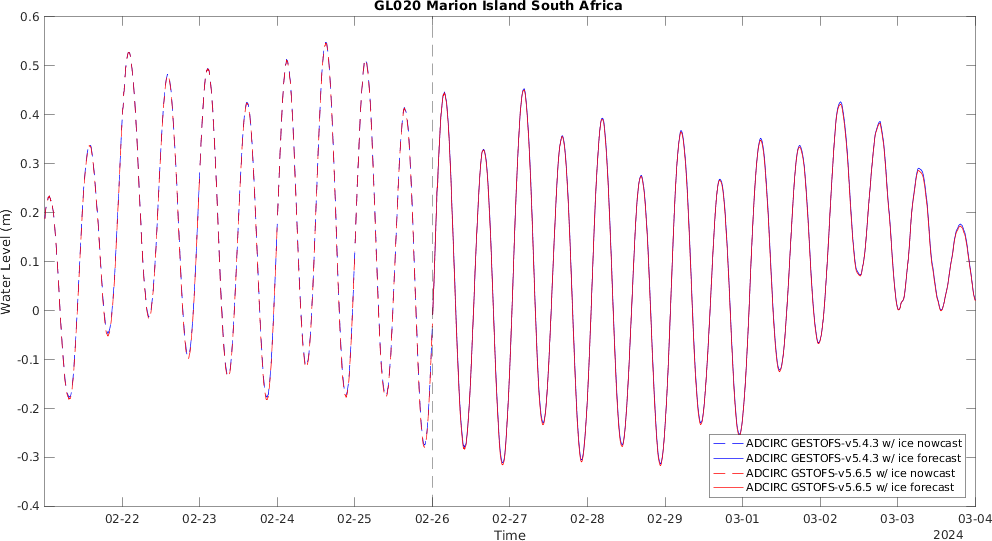 GL020 Marion Island South Africa
Water Level (m)
0.6
0.5
0.4
0.3
0.2
0.1
0
-0.1
-0.2
-0.3
-0.4
ADCIRC GESTOFS-v5.4.3 w/ ice nowcast
ADCIRC GESTOFS-v5.4.3 w/ ice forecast
ADCIRC GSTOFS-v5.6.5 w/ ice nowcast
ADCIRC GSTOFS-v5.6.5 w/ ice forecast
02-22 02-23 02-24 02-25 02-26 02-27 02-28 02-29 03-01 03-02 03-03 03-04
Time
2024